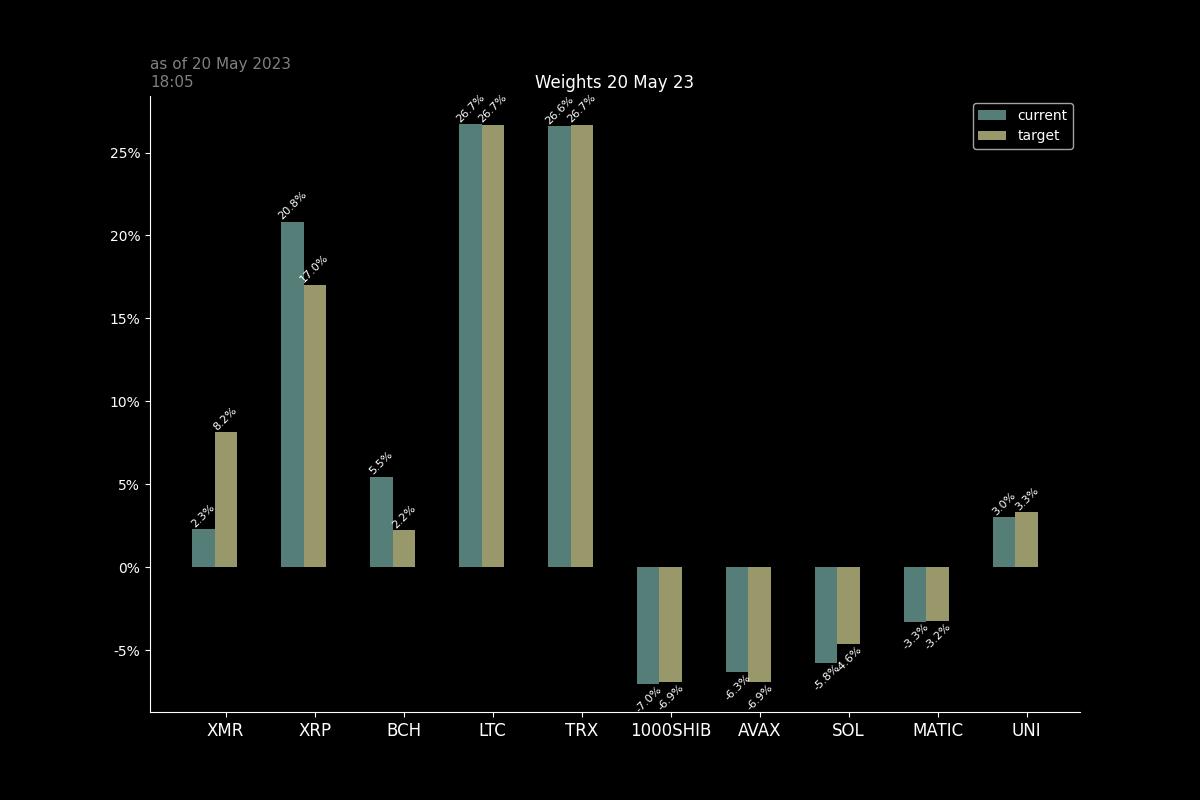 as of 20 May 2023
18:05
Weights 20 May 23
current
target
25%
20%
15%
10%
5%
0%
-5%
2.3%
8.2%
20.8%
17.0%
5.5%
2.2%
26.7%
26.7%
26.6%
26.7%
-7.0%
-6.9%
-6.3%
-6.9%
-5.8%
-4.6%
-3.3%
-3.2%
3.0%
3.3%
XMR
XRP
BCH
LTC
TRX
1000SHIB
AVAX
SOL
MATIC
UNI